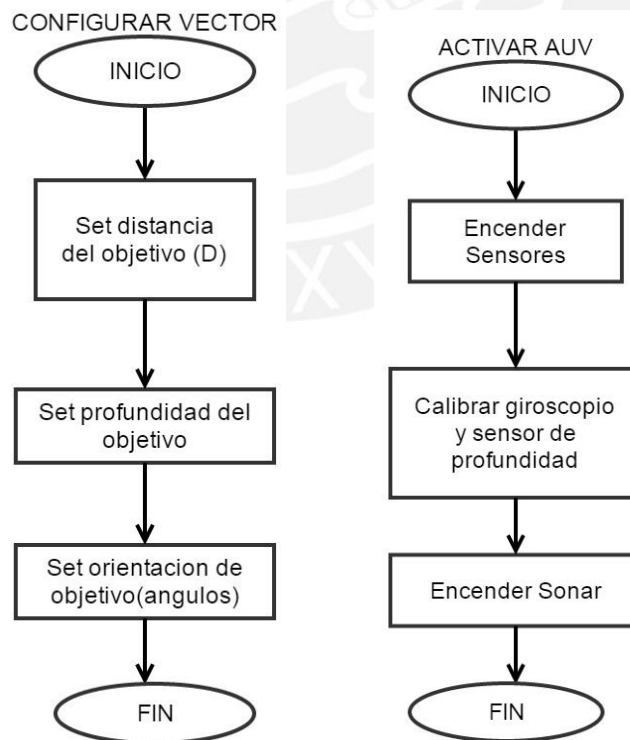 CONFIGURAR VECTOR
INICIO
Set distancia
del objetivo (D)
Set profundidad del
objetivo
Set orientacion de
objetivo(angulos)
FIN
ACTIVAR AUV
INICIO
Encender
Sensores
Calibrar giroscopio
y sensor de
profundidad
Encender Sonar
FIN